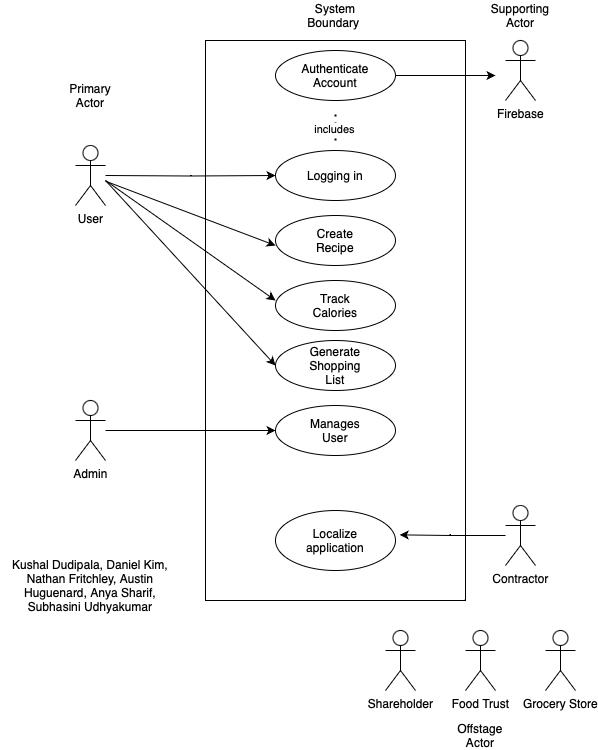 System
Boundary
Supporting
Actor
Authenticate
Account
Firebase
Primary
Actor
includes
User
Logging in
Create
Recipe
Track
Calories
Generate
Shopping
List
Admin
Manages
User
Localize
application
Contractor
Kushal Dudipala, Daniel Kim,
Nathan Fritchley, Austin
Huguenard, Anya Sharif,
Subhasini Udhyakumar
Shareholder
Food Trust
Grocery Store
Offstage
Actor